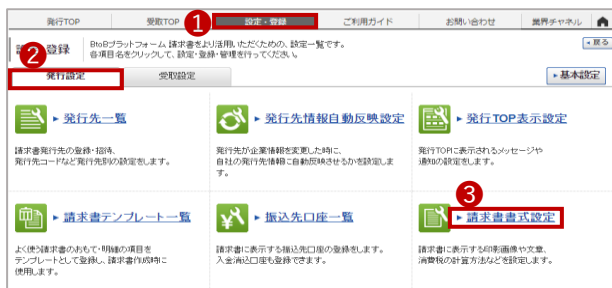 発行TOP 受取TOP 1 設定・登録 ご利用ガイド お問い合わせ 業界チャネル
2 登録 BtoBプラットフォーム 請求書をより活用いただくための、設定一覧です。
各項目名をクリックして、設定・登録・管理を行ってください。
戻る
発行設定 受取設定 基本設定
発行先一覧 発行先情報自動反映設定 発行TOP表示設定
請求書発行先の登録・招待、
発行先コードなど発行先別の設定をします。
発行先が企業情報を変更した時に、
自社の発行先情報に自動反映させるかを設定しま
す。
発行TOPに表示されるメッセージや
通知の設定をします。
3
請求書テンプレート一覧 振込先口座一覧 請求書書式設定
よく使う請求書のおもて・明細の項目を
テンプレートとして登録し、請求書作成時に
使用します。
請求書に表示する振込先口座の登録をします。
入金消込口座も登録できます。
請求書に表示する印影画像や文章、
消費税の計算方法などを設定します。